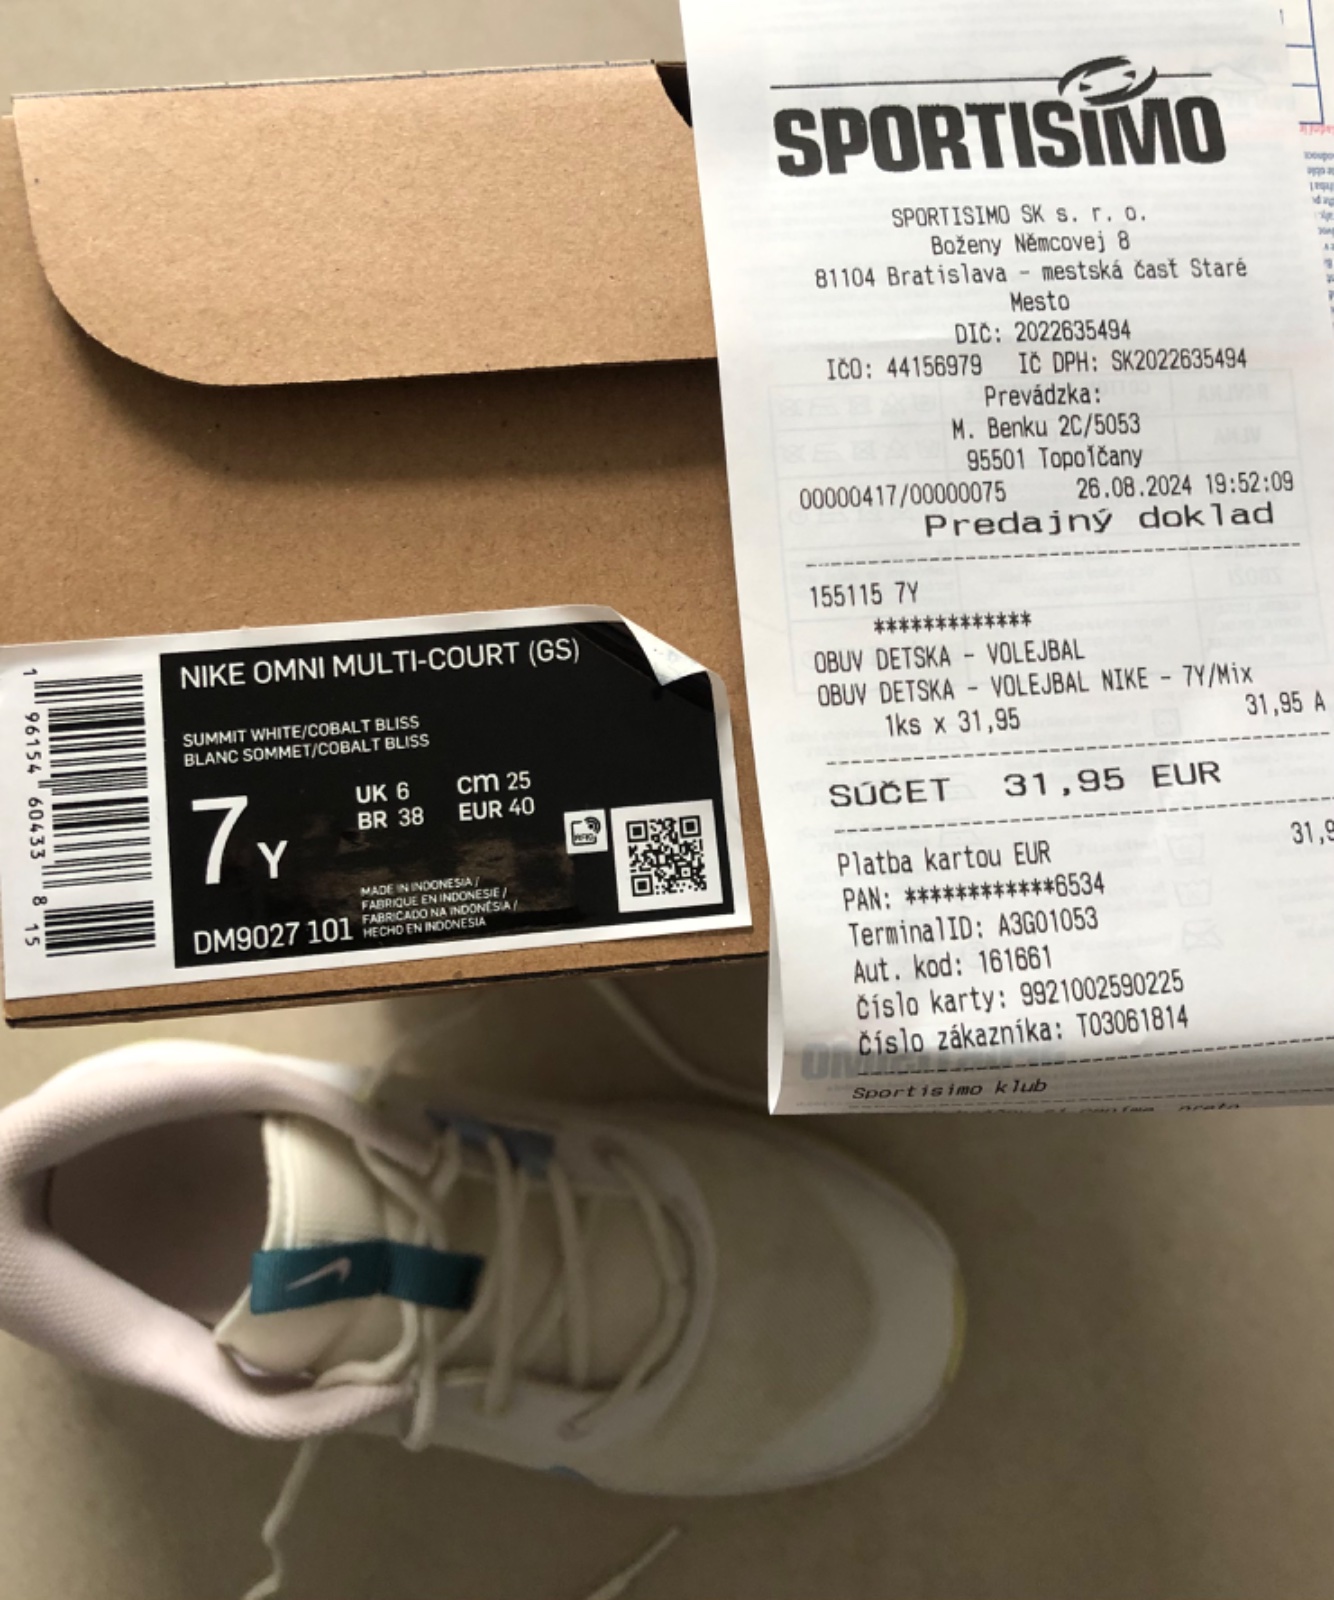 SPORTISIMO
SPORTISIMO SK s. r. o.
Boženy Němcovej 8
81104 Bratislava - mestská časť Staré
Mesto
DIČ: 2022635494
IČO: 44156979 IČ DPH: SK2022635494
Prevádzka:
M. Benku 2C/5053
95501 Topoľčany
00000417/00000075 26.08.2024 19:52:09
Predajný doklad
155115 7Y
*************
OBUV DETSKA - VOLEJBAL
OBUV DETSKA - VOLEJBAL NIKE - 7Y/Mix
1ks x 31,95 31,95 A
SÚČET 31,95 EUR
Platba kartou EUR 31,9
PAN: ************6534
TerminalID: A3G01053
Aut. kod: 161661
Číslo karty: 9921002590225
Číslo zákazníka: T03061814
Sportisimo klub
NIKE OMNI MULTI-COURT (GS)
SUMMIT WHITE/COBALT BLISS
BLANC SOMMET/COBALT BLISS
7Y
UK 6 cm 25
BR 38 EUR 40
MADE IN INDONESIA /
FABRIQUE EN INDONESIE /
FABRICADO NA INDONÉSIA /
HECHO EN INDONESIA
DM9027 101
1 96154 60433 8 15